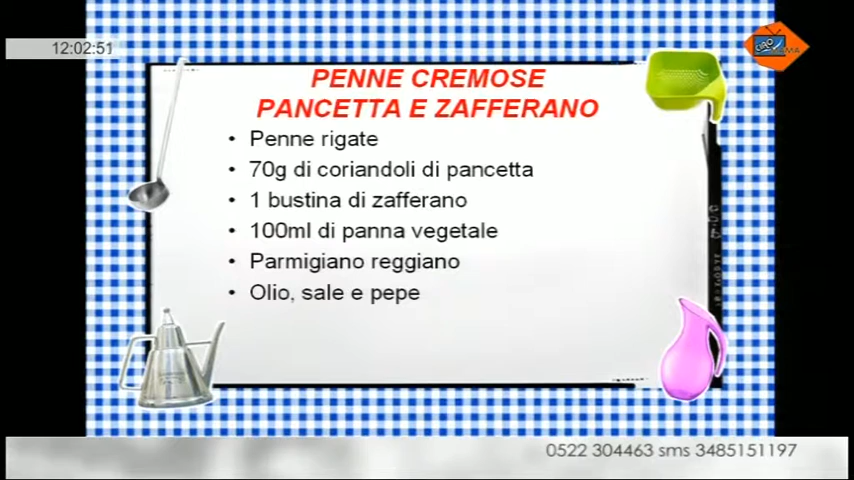 12:02:51
PENNE CREMOSE
PANCETTA E ZAFFERANO
• Penne rigate
• 70g di coriandoli di pancetta
• 1 bustina di zafferano
• 100ml di panna vegetale
• Parmigiano reggiano
• Olio, sale e pepe
0522 304463 sms 3485151197